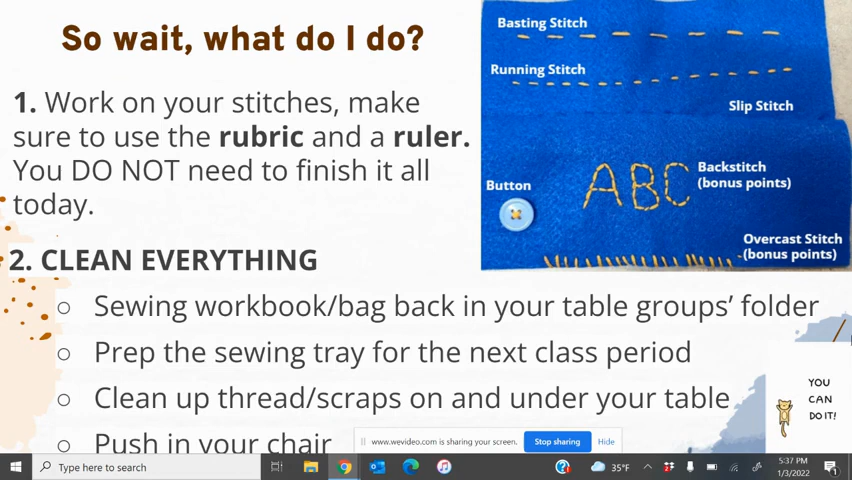 So wait, what do I do?
1. Work on your stitches, make
sure to use the rubric and a ruler.
You DO NOT need to finish it all
today.
2. CLEAN EVERYTHING
○ Sewing workbook/bag back in your table groups’ folder
○ Prep the sewing tray for the next class period
○ Clean up thread/scraps on and under your table
○ Push in your chair
Basting Stitch
Running Stitch
Slip Stitch
ABC
Backstitch
(bonus points)
Button
Overcast Stitch
(bonus points)
YOU
CAN
DO IT!
www.wevideo.com is sharing your screen.
Stop sharing
Hide
Type here to search
35°F
5:37 PM
1/3/2022